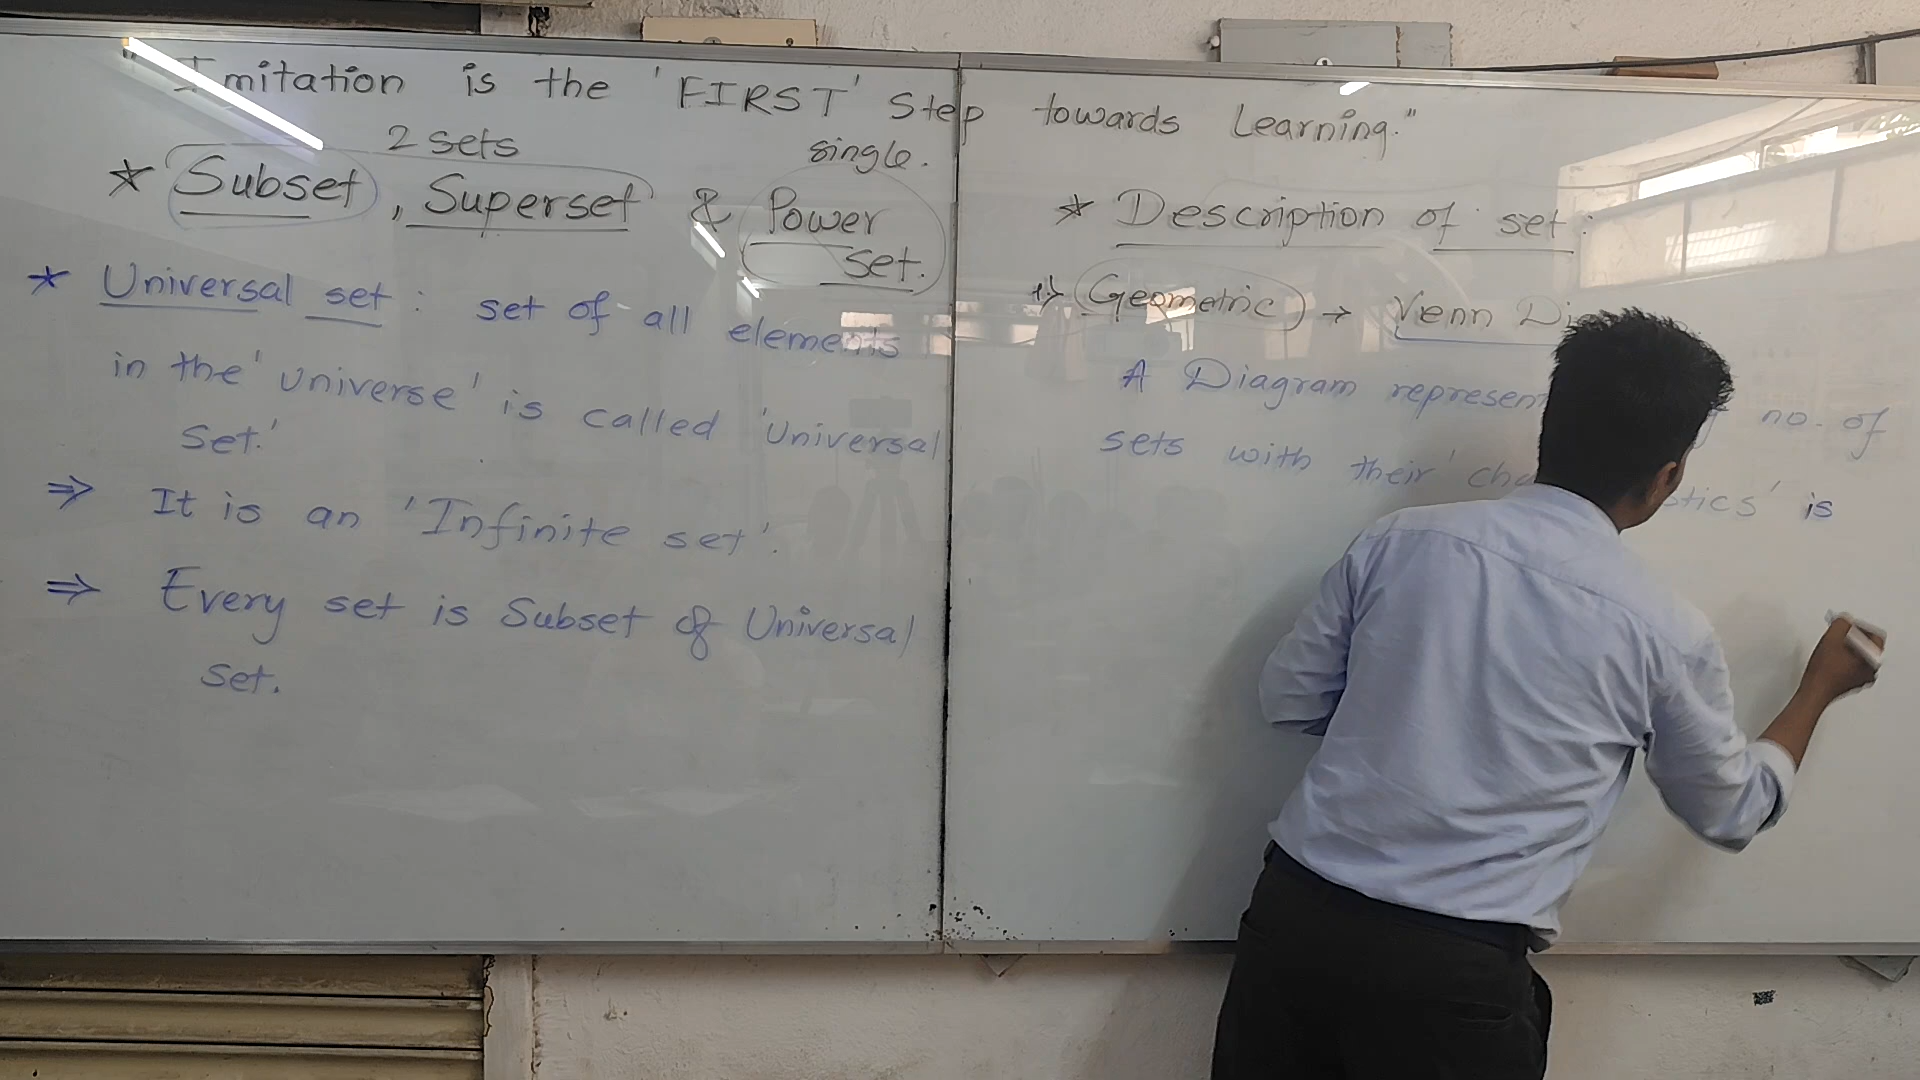 "Imitation is the 'FIRST' Step towards Learning."
2 sets single.
* Subset, Superset & Power
set.
* Universal set : set of all elements
in the 'universe' is called 'Universal
set.'
⇒ It is an 'Infinite set'.
⇒ Every set is Subset of Universal
set.
* Description of set :
1⟩ Geometric → Venn
A Diagram no. of
sets with their is